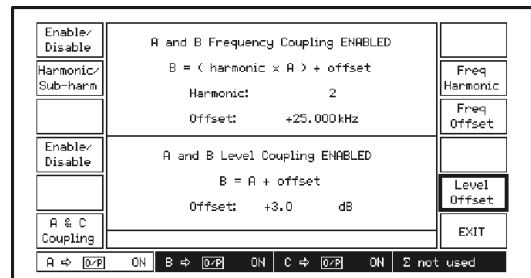 Enable/
Disable
Harmonic/
Sub-harm
Enable/
Disable
A & C
Coupling
A and B Frequency Coupling ENABLED
B = ( harmonic x A ) + offset
Harmonic: 2
Offset: +25.000kHz
A and B Level Coupling ENABLED
B = A + offset
Offset: +3.0 dB
Freq
Harmonic
Freq
Offset
Level
Offset
EXIT
A ⇨ O/P ON B ⇨ O/P ON C ⇨ O/P ON Σ not used